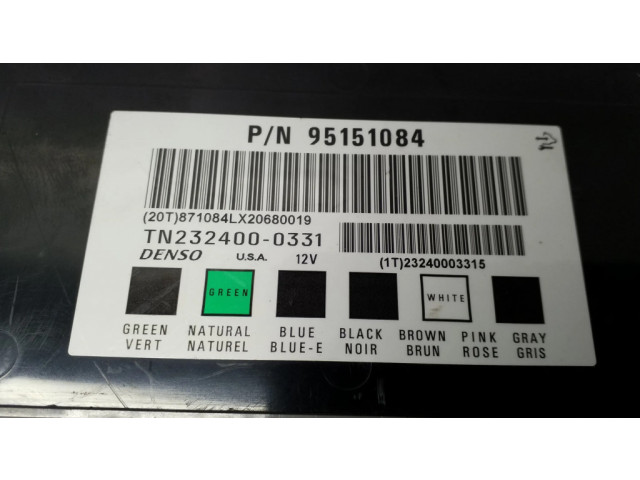 P/N 95151084
(20T)871084LX20680019
TN232400-0331
DENSO U.S.A. 12V (1T)23240003315
GREEN WHITE
GREEN NATURAL BLUE BLACK BROWN PINK GRAY
VERT NATUREL BLUE-E NOIR BRUN ROSE GRIS